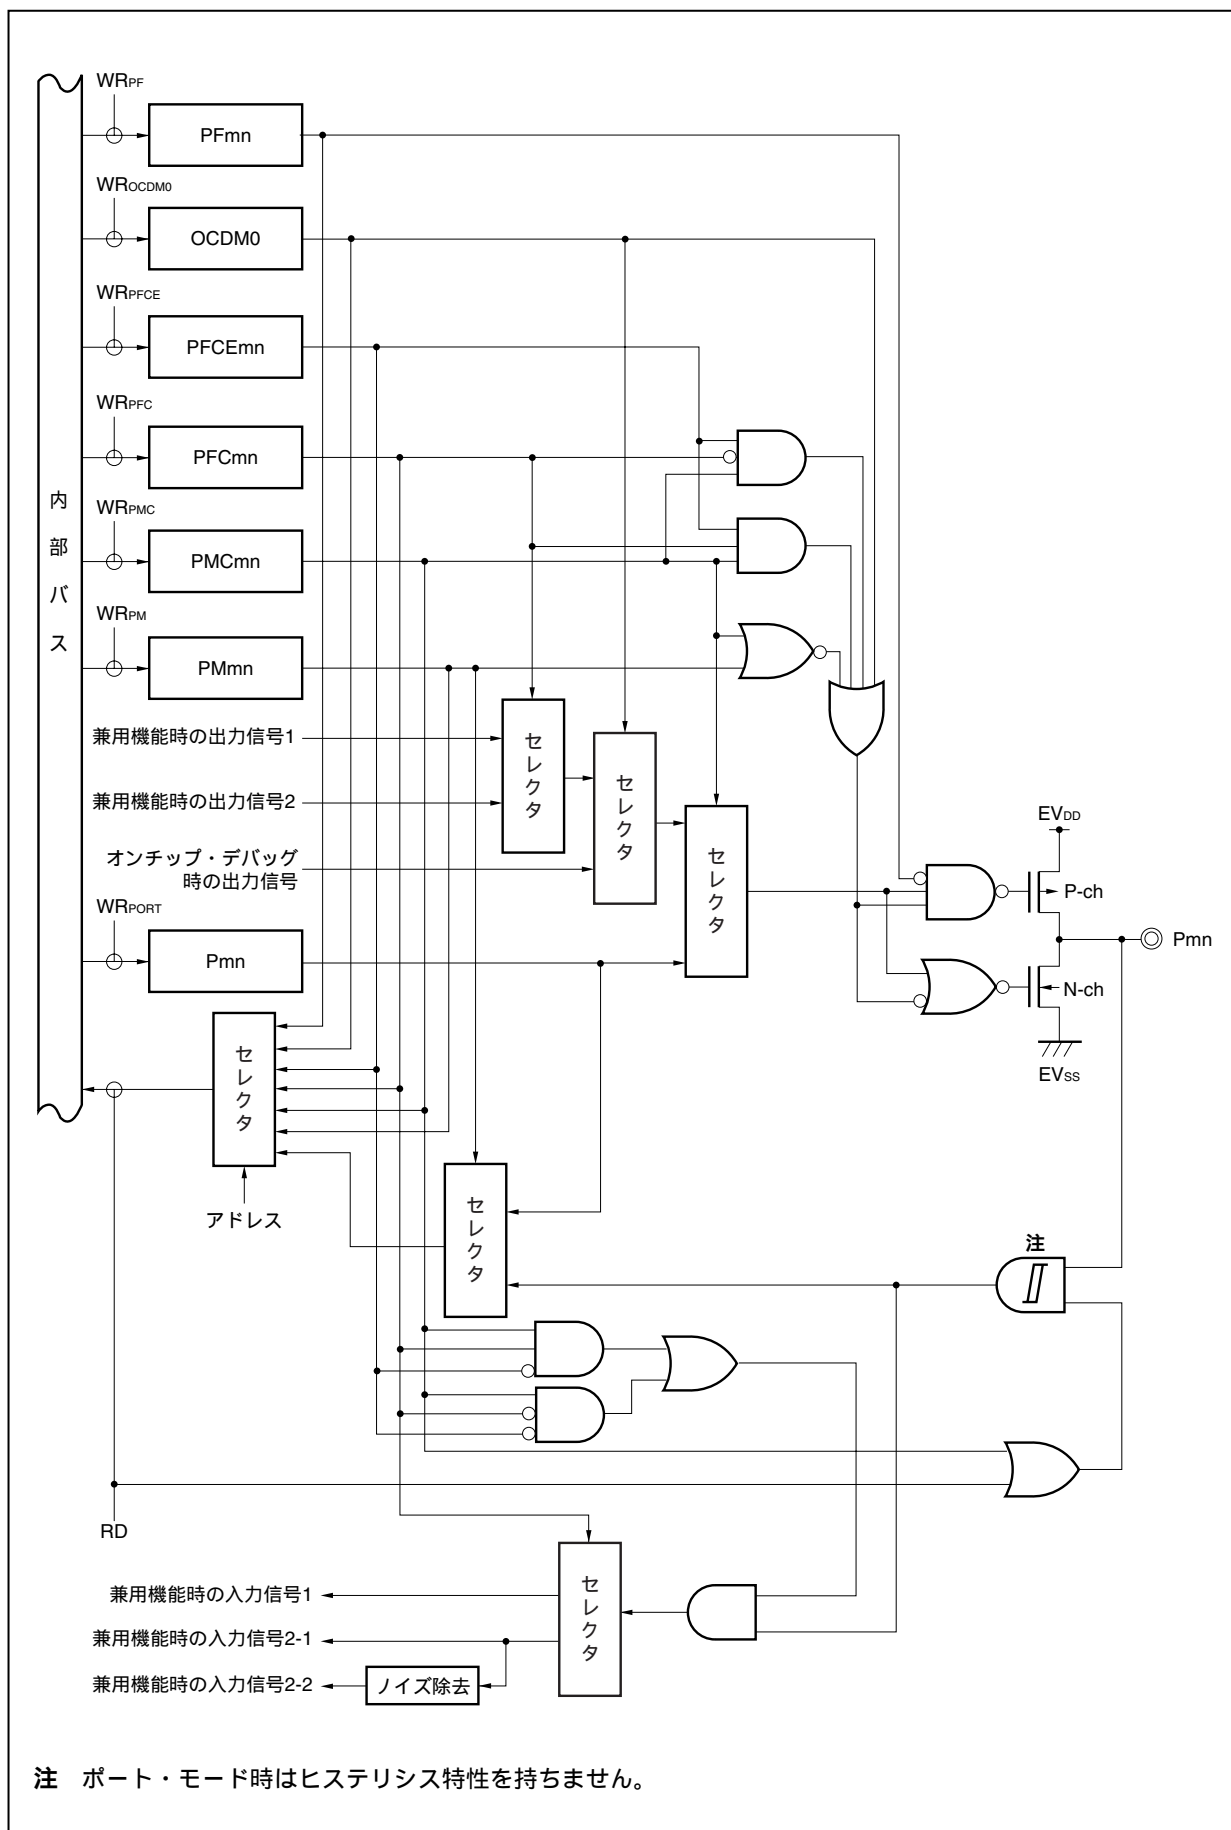 WRPF
PFmn
WROCDM0
OCDM0
WRPFCE
PFCEmn
WRPFC
PFCmn
内部バス
WRPMC
PMCmn
WRPM
PMmn
兼用機能時の出力信号1
セレクタ
兼用機能時の出力信号2
セレクタ
オンチップ・デバッグ
時の出力信号
セレクタ
EVDD
P-ch
WRPORT
Pmn
Pmn
N-ch
EVSS
セレクタ
アドレス
セレクタ
注
RD
兼用機能時の入力信号1
セレクタ
兼用機能時の入力信号2-1
兼用機能時の入力信号2-2
ノイズ除去
注 ポート・モード時はヒステリシス特性を持ちません。